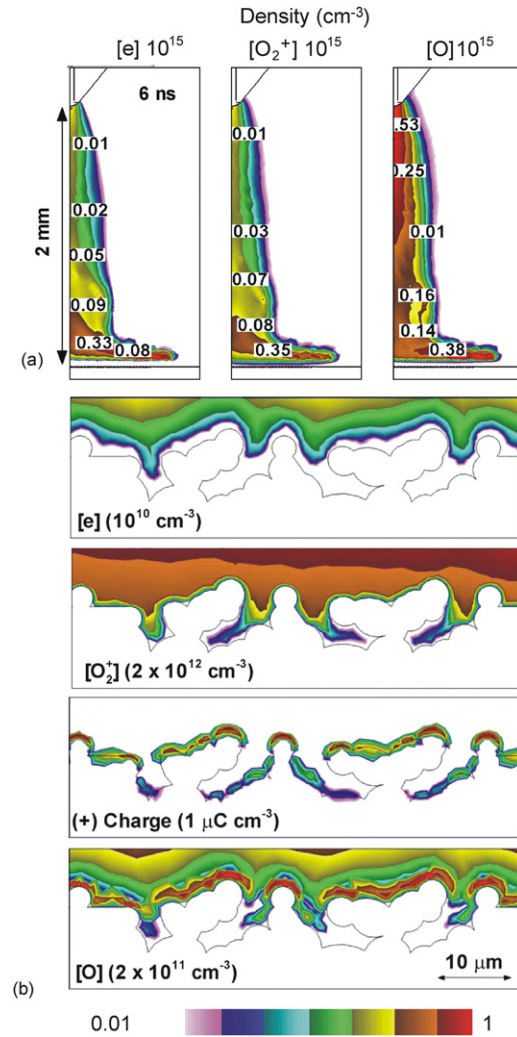 Density (cm-3)
[e] 10^15 [O2+] 10^15 [O]10^15
6 ns
0.01 0.01 0.53
0.25
0.02 0.03 0.01
0.05 0.07 0.16
0.09 0.08 0.14
0.33 0.08 0.35 0.38
2 mm
(a)
[e] (10^10 cm^-3)
[O2+] (2 x 10^12 cm^-3)
(+) Charge (1 μC cm^-3)
[O] (2 x 10^11 cm^-3)
10 μm
(b)
0.01 1